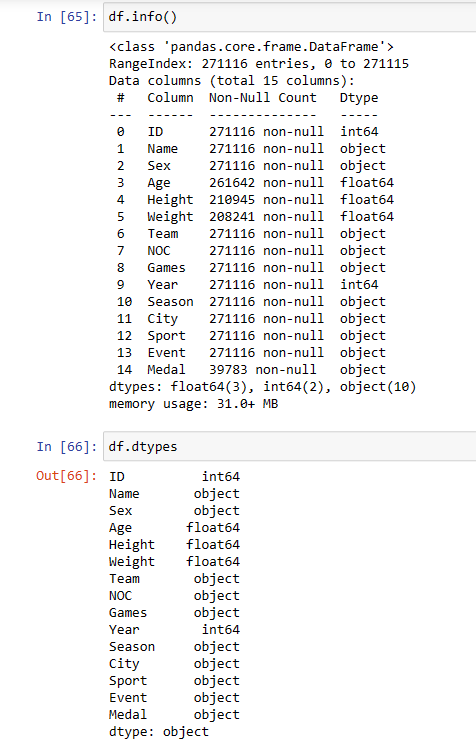 In [65]: df.info()
<class 'pandas.core.frame.DataFrame'>
RangeIndex: 271116 entries, 0 to 271115
Data columns (total 15 columns):
 #   Column  Non-Null Count   Dtype
---  ------  --------------   -----
 0   ID      271116 non-null  int64
 1   Name    271116 non-null  object
 2   Sex     271116 non-null  object
 3   Age     261642 non-null  float64
 4   Height  210945 non-null  float64
 5   Weight  208241 non-null  float64
 6   Team    271116 non-null  object
 7   NOC     271116 non-null  object
 8   Games   271116 non-null  object
 9   Year    271116 non-null  int64
 10  Season  271116 non-null  object
 11  City    271116 non-null  object
 12  Sport   271116 non-null  object
 13  Event   271116 non-null  object
 14  Medal   39783 non-null   object
dtypes: float64(3), int64(2), object(10)
memory usage: 31.0+ MB
In [66]: df.dtypes
Out[66]: ID          int64
Name       object
Sex        object
Age       float64
Height    float64
Weight    float64
Team       object
NOC        object
Games      object
Year        int64
Season     object
City       object
Sport      object
Event      object
Medal      object
dtype: object